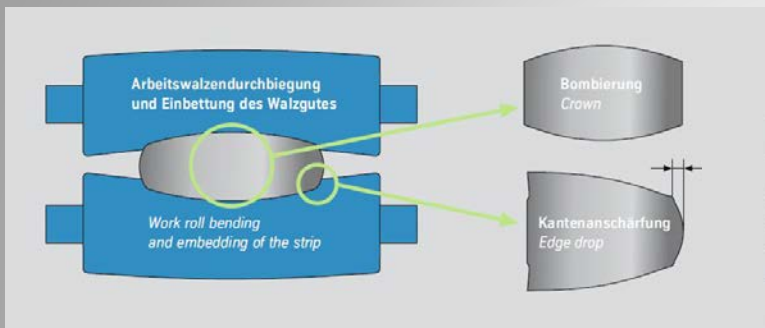 Arbeitswalzendurchbiegung
und Einbettung des Walzgutes
Work roll bending
and embedding of the strip
Bombierung
Crown
Kantenanschärfung
Edge drop